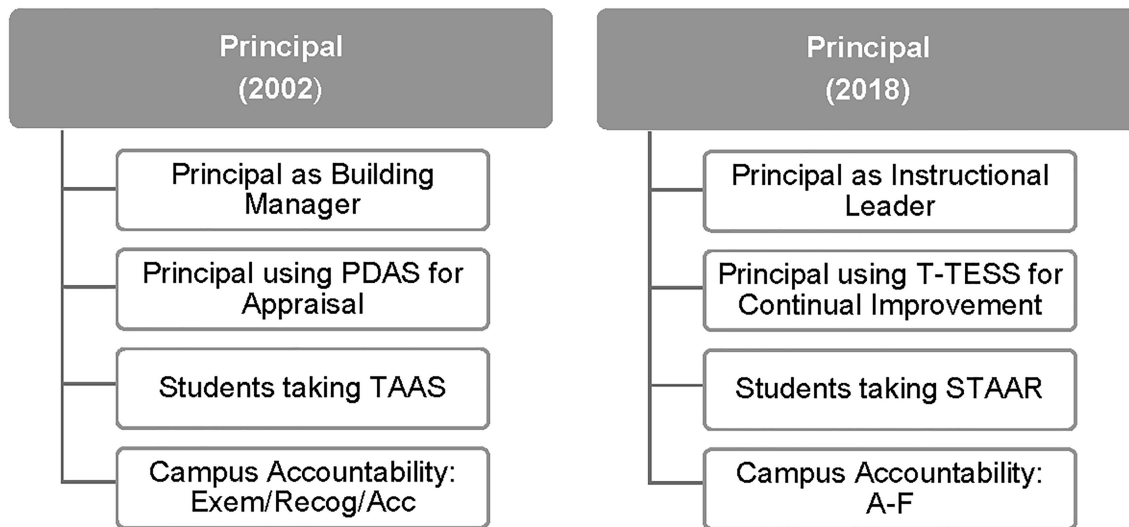 Principal
(2002)
Principal as Building
Manager
Principal using PDAS for
Appraisal
Students taking TAAS
Campus Accountability:
Exem/Recog/Acc
Principal
(2018)
Principal as Instructional
Leader
Principal using T-TESS for
Continual Improvement
Students taking STAAR
Campus Accountability:
A-F